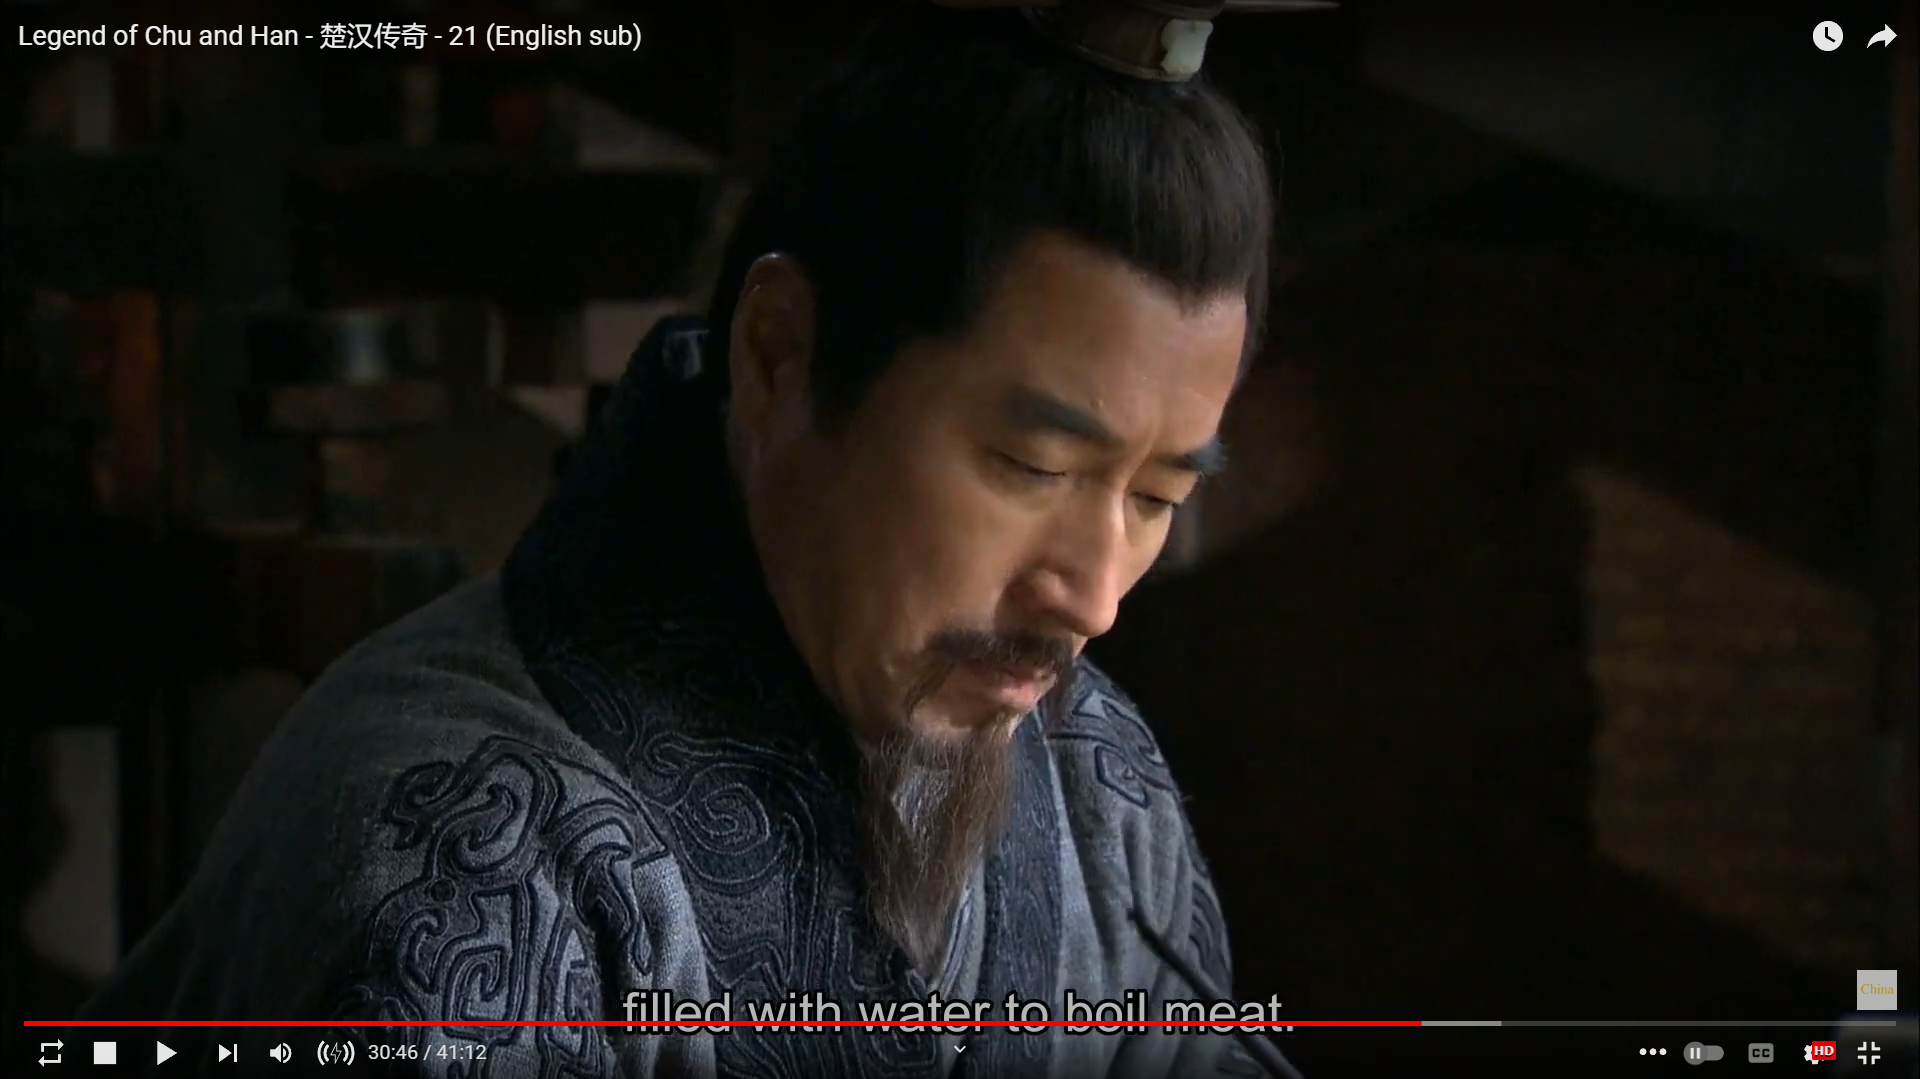 Legend of Chu and Han - 楚汉传奇 - 21 (English sub)
China
filled with water to boil meat.
30:46 / 41:12
CC
HD